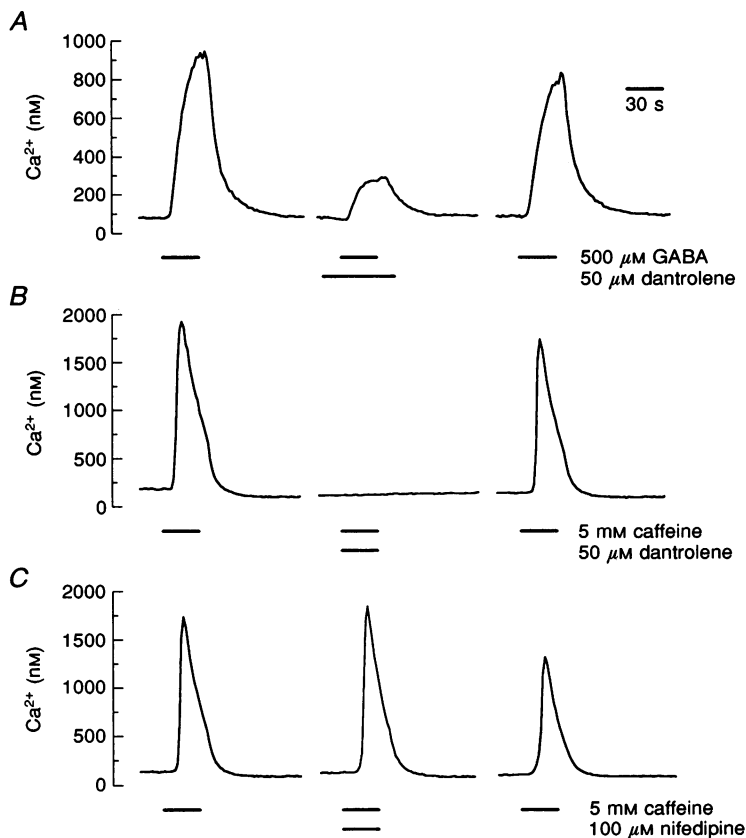 A
Ca²⁺ (nM)
1000
800
600
400
200
0
30 s
500 μM GABA
50 μM dantrolene
B
Ca²⁺ (nM)
2000
1500
1000
500
0
5 mM caffeine
50 μM dantrolene
C
Ca²⁺ (nM)
2000
1500
1000
500
0
5 mM caffeine
100 μM nifedipine